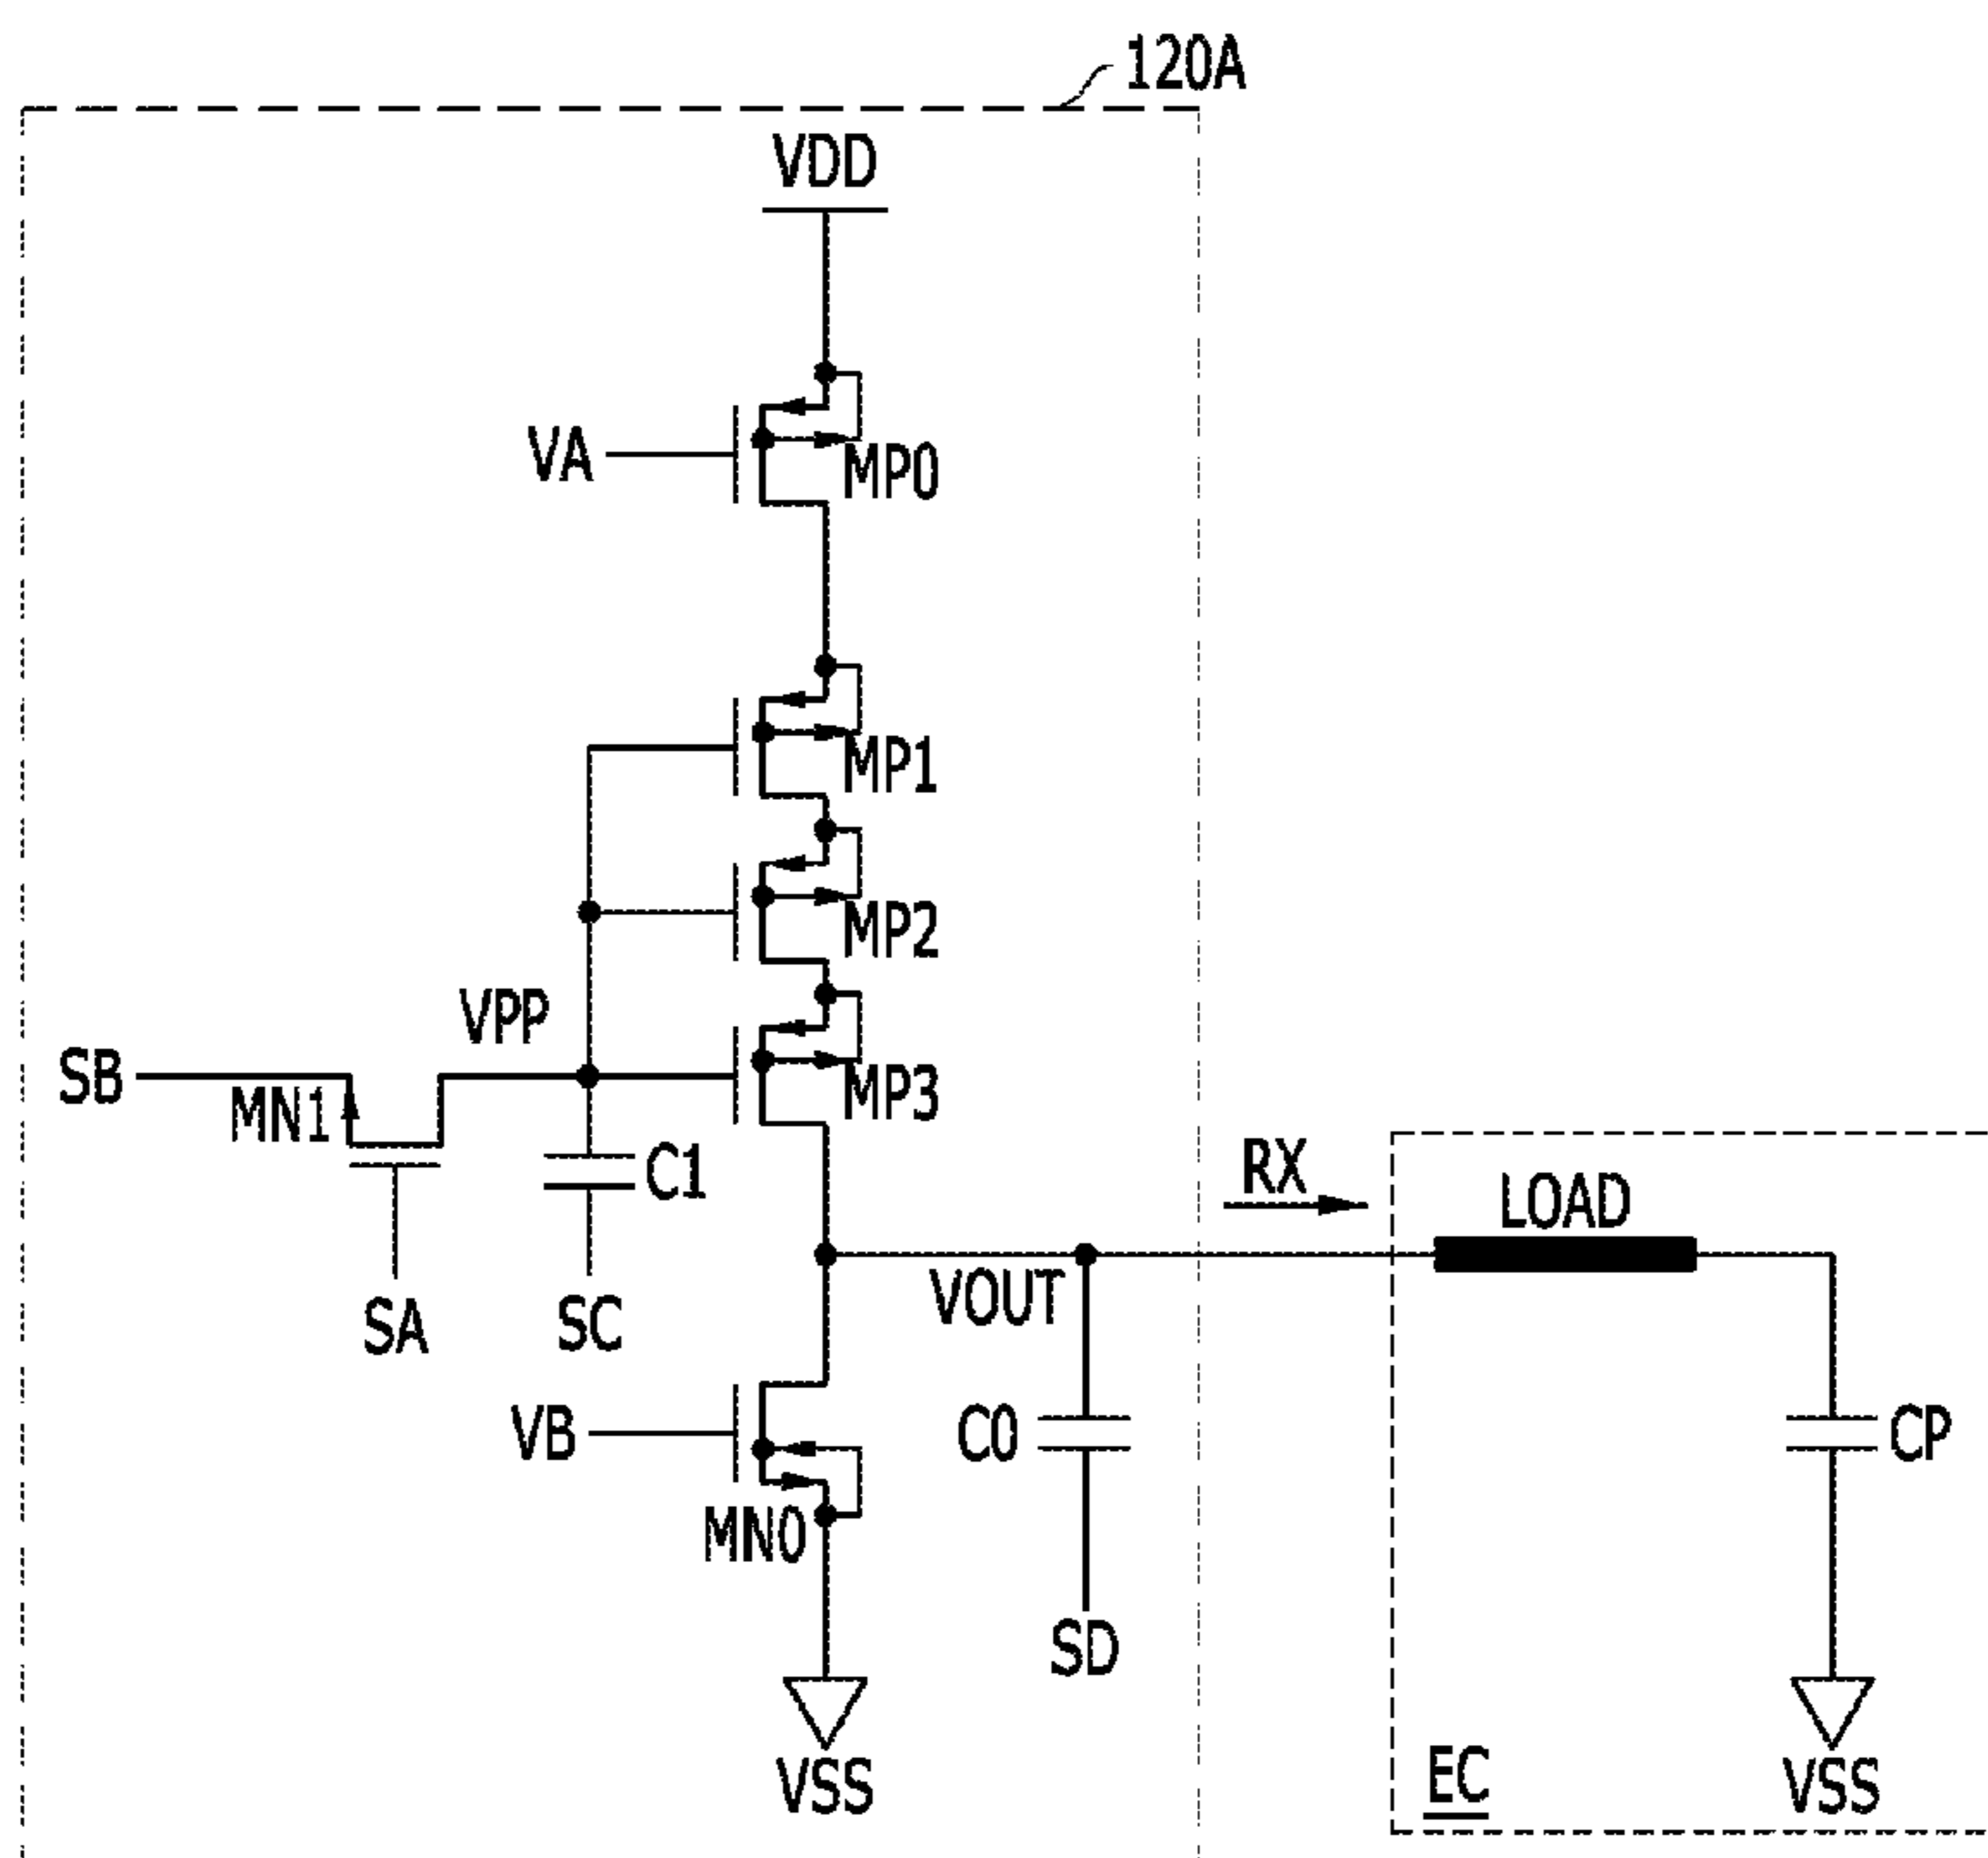 120A
VDD
VA
MP0
MP1
MP2
VPP
SB
MN1
MP3
C1
RX
LOAD
SA
SC
VOUT
VB
C0
CP
MN0
SD
VSS
EC
VSS